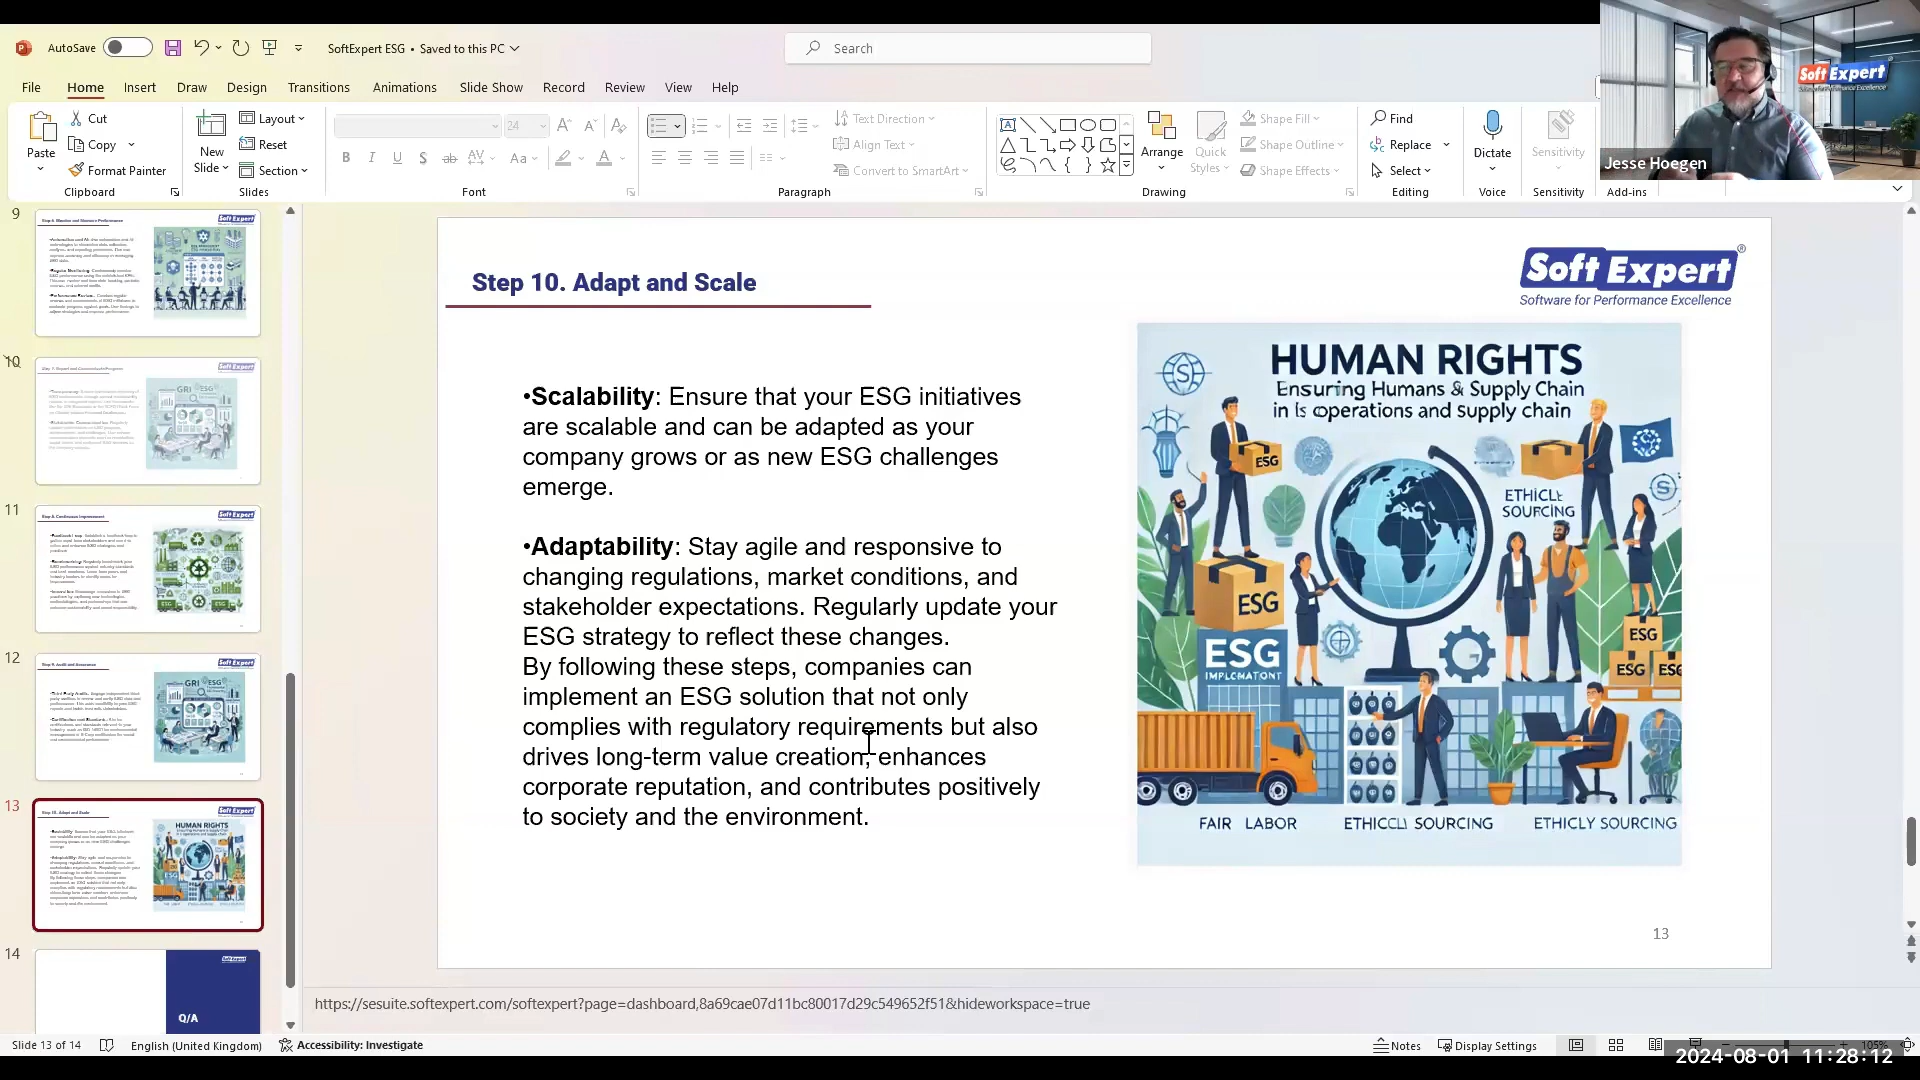 AutoSave
SoftExpert ESG • Saved to this PC
Search
File Home Insert Draw Design Transitions Animations Slide Show Record Review View Help
Paste
Cut
Copy
Format Painter
Clipboard
New Slide
Layout
Reset
Section
Slides
24
Font
Paragraph
Text Direction
Align Text
Convert to SmartArt
Arrange
Quick Styles
Shape Fill
Shape Outline
Shape Effects
Drawing
Find
Replace
Select
Editing
Dictate
Voice
Sensitivity
Sensitivity
Add-ins
Soft Expert
Jesse Hoegen
9
10
11
12
13
14
Q/A
Step 10. Adapt and Scale
Soft Expert®
Software for Performance Excellence
•Scalability: Ensure that your ESG initiatives
are scalable and can be adapted as your
company grows or as new ESG challenges
emerge.
•Adaptability: Stay agile and responsive to
changing regulations, market conditions, and
stakeholder expectations. Regularly update your
ESG strategy to reflect these changes.
By following these steps, companies can
implement an ESG solution that not only
complies with regulatory requirements but also
drives long-term value creation, enhances
corporate reputation, and contributes positively
to society and the environment.
HUMAN RIGHTS
Ensuring Humans & Supply Chain
in Is operations and supply chain
ESG
ETHICLE
SOURCING
ESG
ESG
ESG
ESG
ESG
FAIR LABOR
ETHICLY SOURCING
13
https://sesuite.softexpert.com/softexpert?page=dashboard,8a69cae07d11bc80017d29c549652f51&hideworkspace=true
Slide 13 of 14
English (United Kingdom)
Accessibility: Investigate
Notes
Display Settings
105%
2024-08-01 11:28:12